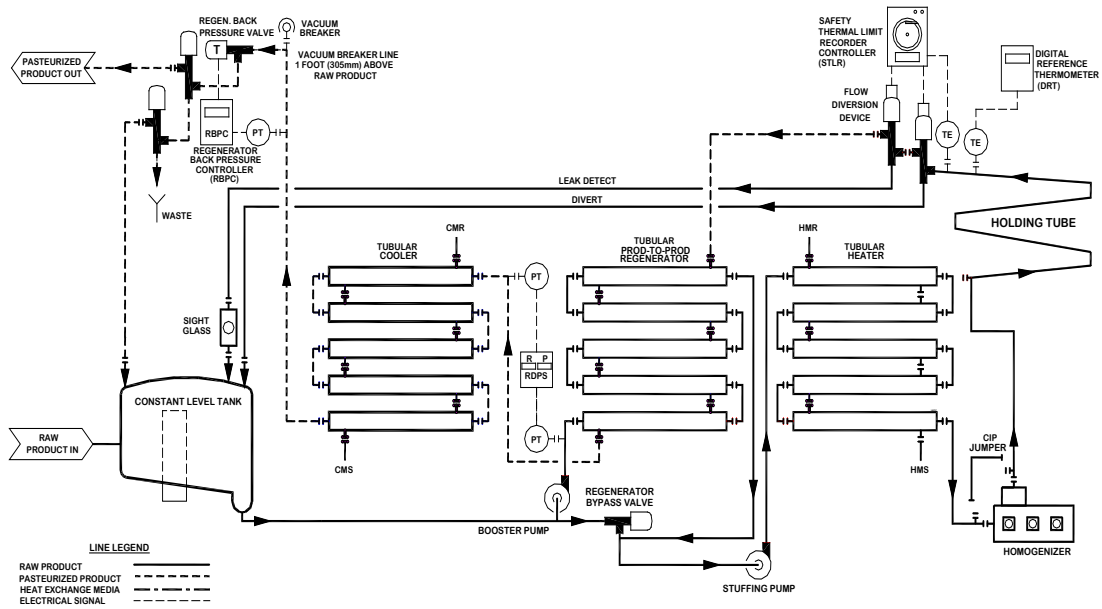 REGEN. BACK
PRESSURE VALVE
VACUUM
BREAKER
T
VACUUM BREAKER LINE
1 FOOT (305mm) ABOVE
RAW PRODUCT
PASTEURIZED
PRODUCT OUT
RBPC
PT
REGENERATOR
BACK PRESSURE
CONTROLLER
(RBPC)
WASTE
SAFETY
THERMAL LIMIT
RECORDER
CONTROLLER
(STLR)
DIGITAL
REFERENCE
THERMOMETER
(DRT)
FLOW
DIVERSION
DEVICE
TE
TE
LEAK DETECT
DIVERT
HOLDING TUBE
TUBULAR
COOLER
CMR
TUBULAR
PROD-TO-PROD
REGENERATOR
HMR
TUBULAR
HEATER
PT
SIGHT
GLASS
R P
RDPS
CONSTANT LEVEL TANK
RAW
PRODUCT IN
PT
CMS
HMS
CIP
JUMPER
REGENERATOR
BYPASS VALVE
BOOSTER PUMP
HOMOGENIZER
STUFFING PUMP
LINE LEGEND
RAW PRODUCT
PASTEURIZED PRODUCT
HEAT EXCHANGE MEDIA
ELECTRICAL SIGNAL